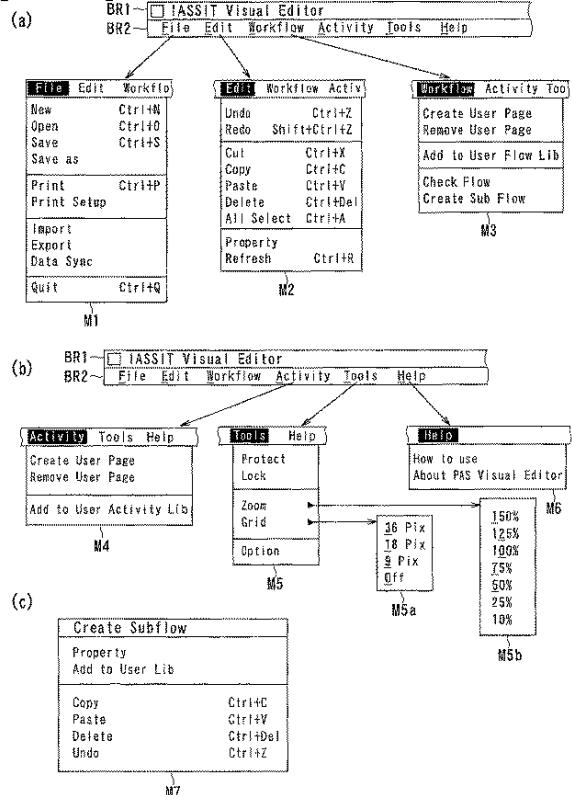 (a)
BR1 IASSIT Visual Editor
BR2 File Edit Workflow Activity Tools Help
File Edit Workflo
New Ctrl+N
Open Ctrl+O
Save Ctrl+S
Save as
Print Ctrl+P
Print Setup
Import
Export
Data Sync
Quit Ctrl+Q
M1
Edit Workflow Activ
Undo Ctrl+Z
Redo Shift+Ctrl+Z
Cut Ctrl+X
Copy Ctrl+C
Paste Ctrl+V
Delete Ctrl+Del
All Select Ctrl+A
Property
Refresh Ctrl+R
M2
Workflow Activity Too
Create User Page
Remove User Page
Add to User Flow Lib
Check Flow
Create Sub Flow
M3
(b)
BR1 IASSIT Visual Editor
BR2 File Edit Workflow Activity Tools Help
Activity Tools Help
Create User Page
Remove User Page
Add to User Activity Lib
M4
Tools Help
Protect
Lock
Zoom
Grid
Option
M5
36 Pix
18 Pix
9 Pix
Off
M5a
Help
How to use
About PAS Visual Editor
M6
150%
125%
100%
75%
50%
25%
10%
M5b
(c)
Create Subflow
Property
Add to User Lib
Copy Ctrl+C
Paste Ctrl+V
Delete Ctrl+Del
Undo Ctrl+Z
M7